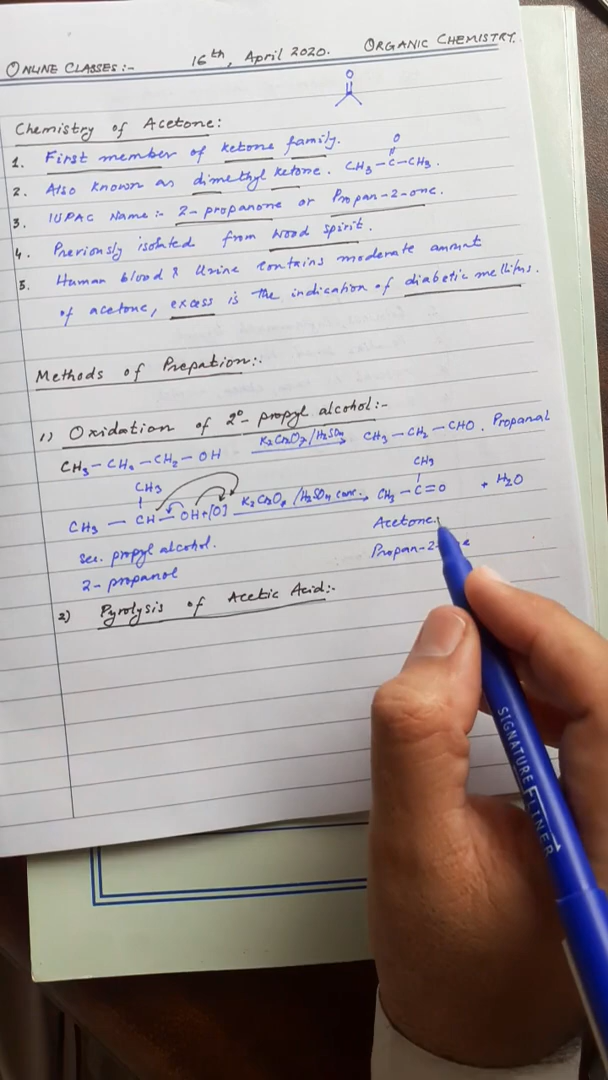 ONLINE CLASSES:- 16th, April 2020. ORGANIC CHEMISTRY.
O
Chemistry of Acetone:
1. First member of ketone family.
O
2. Also known as dimethyl ketone. CH3-C-CH3.
3. IUPAC Name:- 2-propanone or Propan-2-one.
4. Previously isolated from wood spirit.
5. Human blood & Urine contains moderate amount
of acetone, excess is the indication of diabetic mellitus.
Methods of Prepation:-
1) Oxidation of 2°-propyl alcohol:-
CH3-CH2-CH2-OH K2Cr2O7/H2SO4 CH3-CH2-CHO. Propanal
CH3 CH3
CH3-CH-OH+[O] K2Cr2O7/H2SO4 conc. CH3-C=O + H2O
sec. propyl alcohol. Acetone.
2-propanol Propan-2-
2) Pyrolysis of Acetic Acid:-
SIGNATURE FLINER